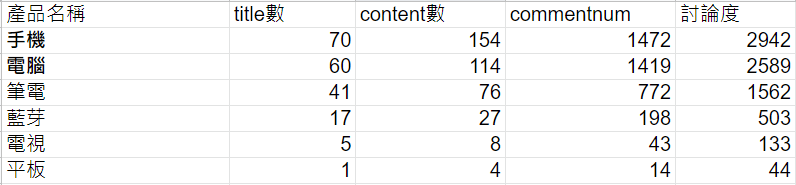 產品名稱 title數 content數 commentnum 討論度
手機 70 154 1472 2942
電腦 60 114 1419 2589
筆電 41 76 772 1562
藍芽 17 27 198 503
電視 5 8 43 133
平板 1 4 14 44